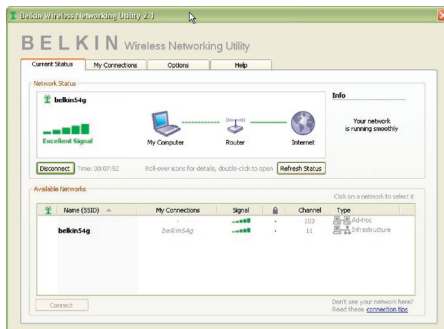 Belkin Wireless Networking Utility 2.1
BELKIN Wireless Networking Utility
Current Status My Connections Options Help
Network Status
belkin54g
Excellent Signal
My Computer Router Internet
Info
Your network
is running smoothly
Disconnect Time: 00:07:52 Roll-over icons for details, double-click to open Refresh Status
Available Networks
Click on a network to select it
Name (SSID) My Connections Signal Channel Type
- 103 Ad-hoc
belkin54g belkin54g 11 Infrastructure
Connect
Don't see your network here?
Read these connection tips